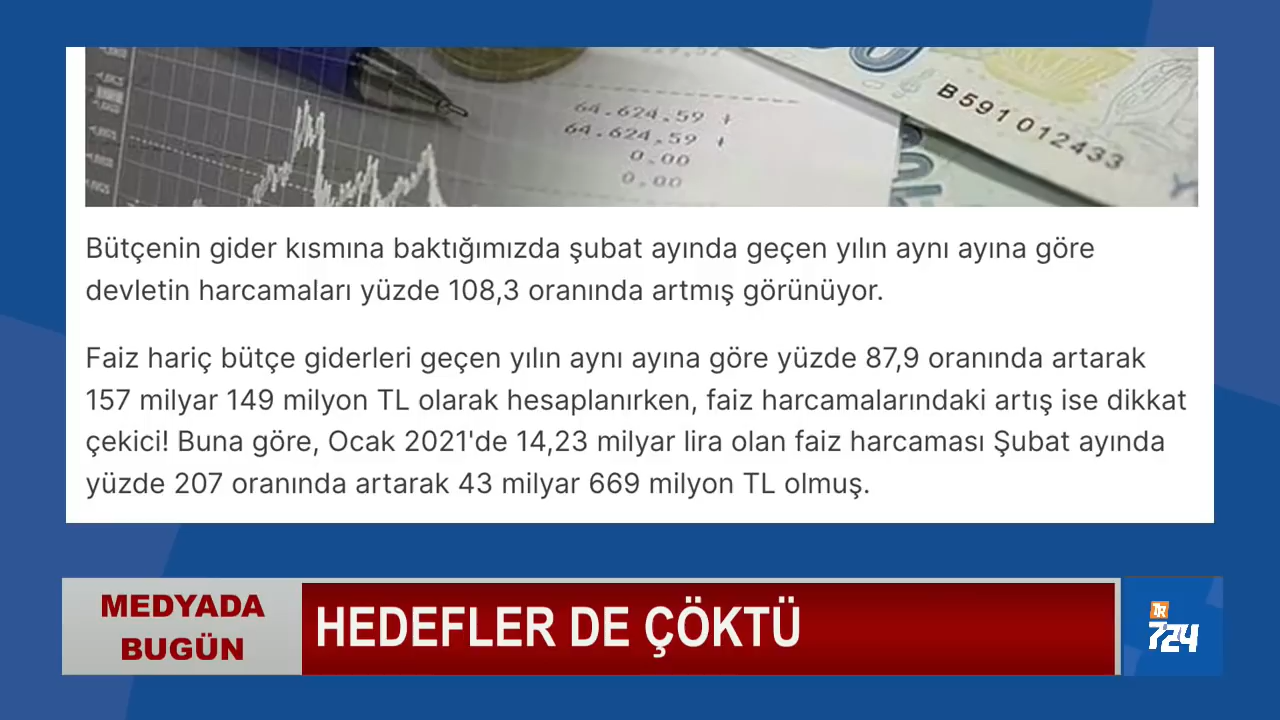 64.624,59 +
64.624,59 +
0.00
0.00
B591012433
Bütçenin gider kısmına baktığımızda şubat ayında geçen yılın aynı ayına göre
devletin harcamaları yüzde 108,3 oranında artmış görünüyor.
Faiz hariç bütçe giderleri geçen yılın aynı ayına göre yüzde 87,9 oranında artarak
157 milyar 149 milyon TL olarak hesaplanırken, faiz harcamalarındaki artış ise dikkat
çekici! Buna göre, Ocak 2021'de 14,23 milyar lira olan faiz harcaması Şubat ayında
yüzde 207 oranında artarak 43 milyar 669 milyon TL olmuş.
MEDYADA
BUGÜN
HEDEFLER DE ÇÖKTÜ
TR
724